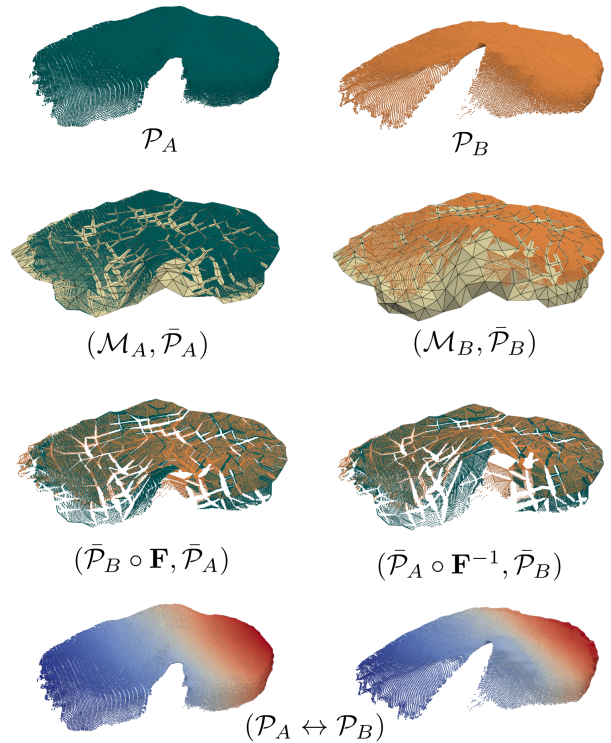 𝒫_A
𝒫_B
(ℳ_A, 𝒫̄_A)
(ℳ_B, 𝒫̄_B)
(𝒫̄_B ∘ 𝐅, 𝒫̄_A)
(𝒫̄_A ∘ 𝐅⁻¹, 𝒫̄_B)
(𝒫_A ↔ 𝒫_B)